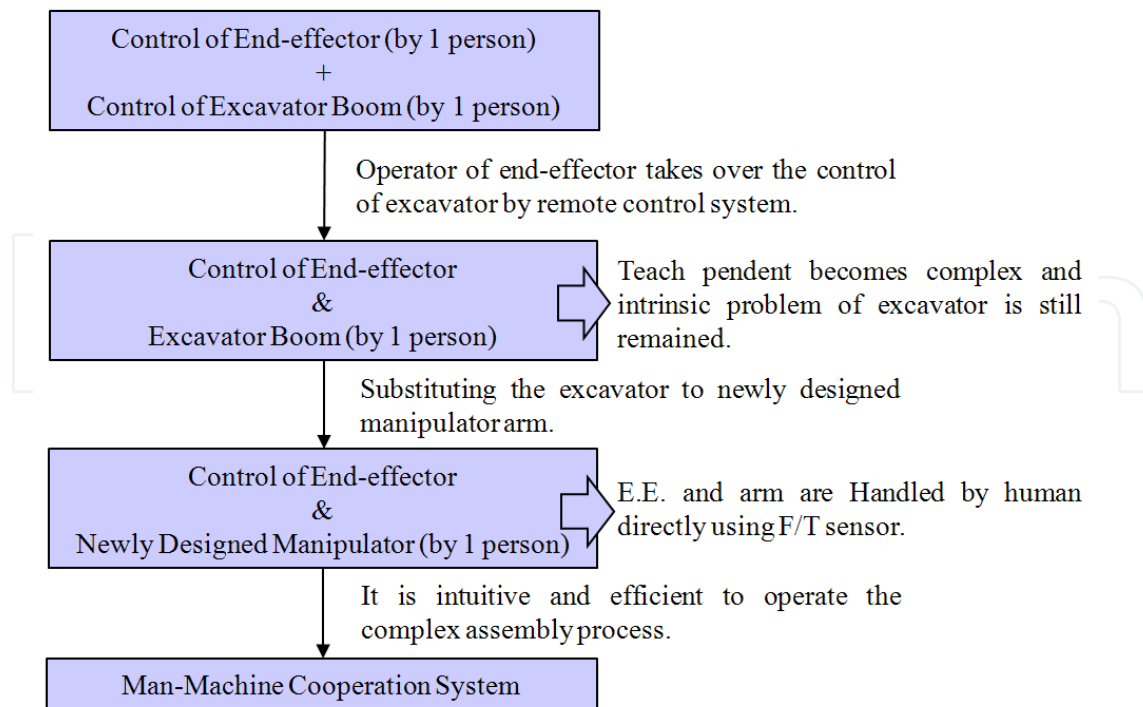 Control of End-effector (by 1 person)
+
Control of Excavator Boom (by 1 person)
Operator of end-effector takes over the control
of excavator by remote control system.
Control of End-effector
&
Excavator Boom (by 1 person)
Teach pendent becomes complex and
intrinsic problem of excavator is still
remained.
Substituting the excavator to newly designed
manipulator arm.
Control of End-effector
&
Newly Designed Manipulator (by 1 person)
E.E. and arm are Handled by human
directly using F/T sensor.
It is intuitive and efficient to operate the
complex assembly process.
Man-Machine Cooperation System